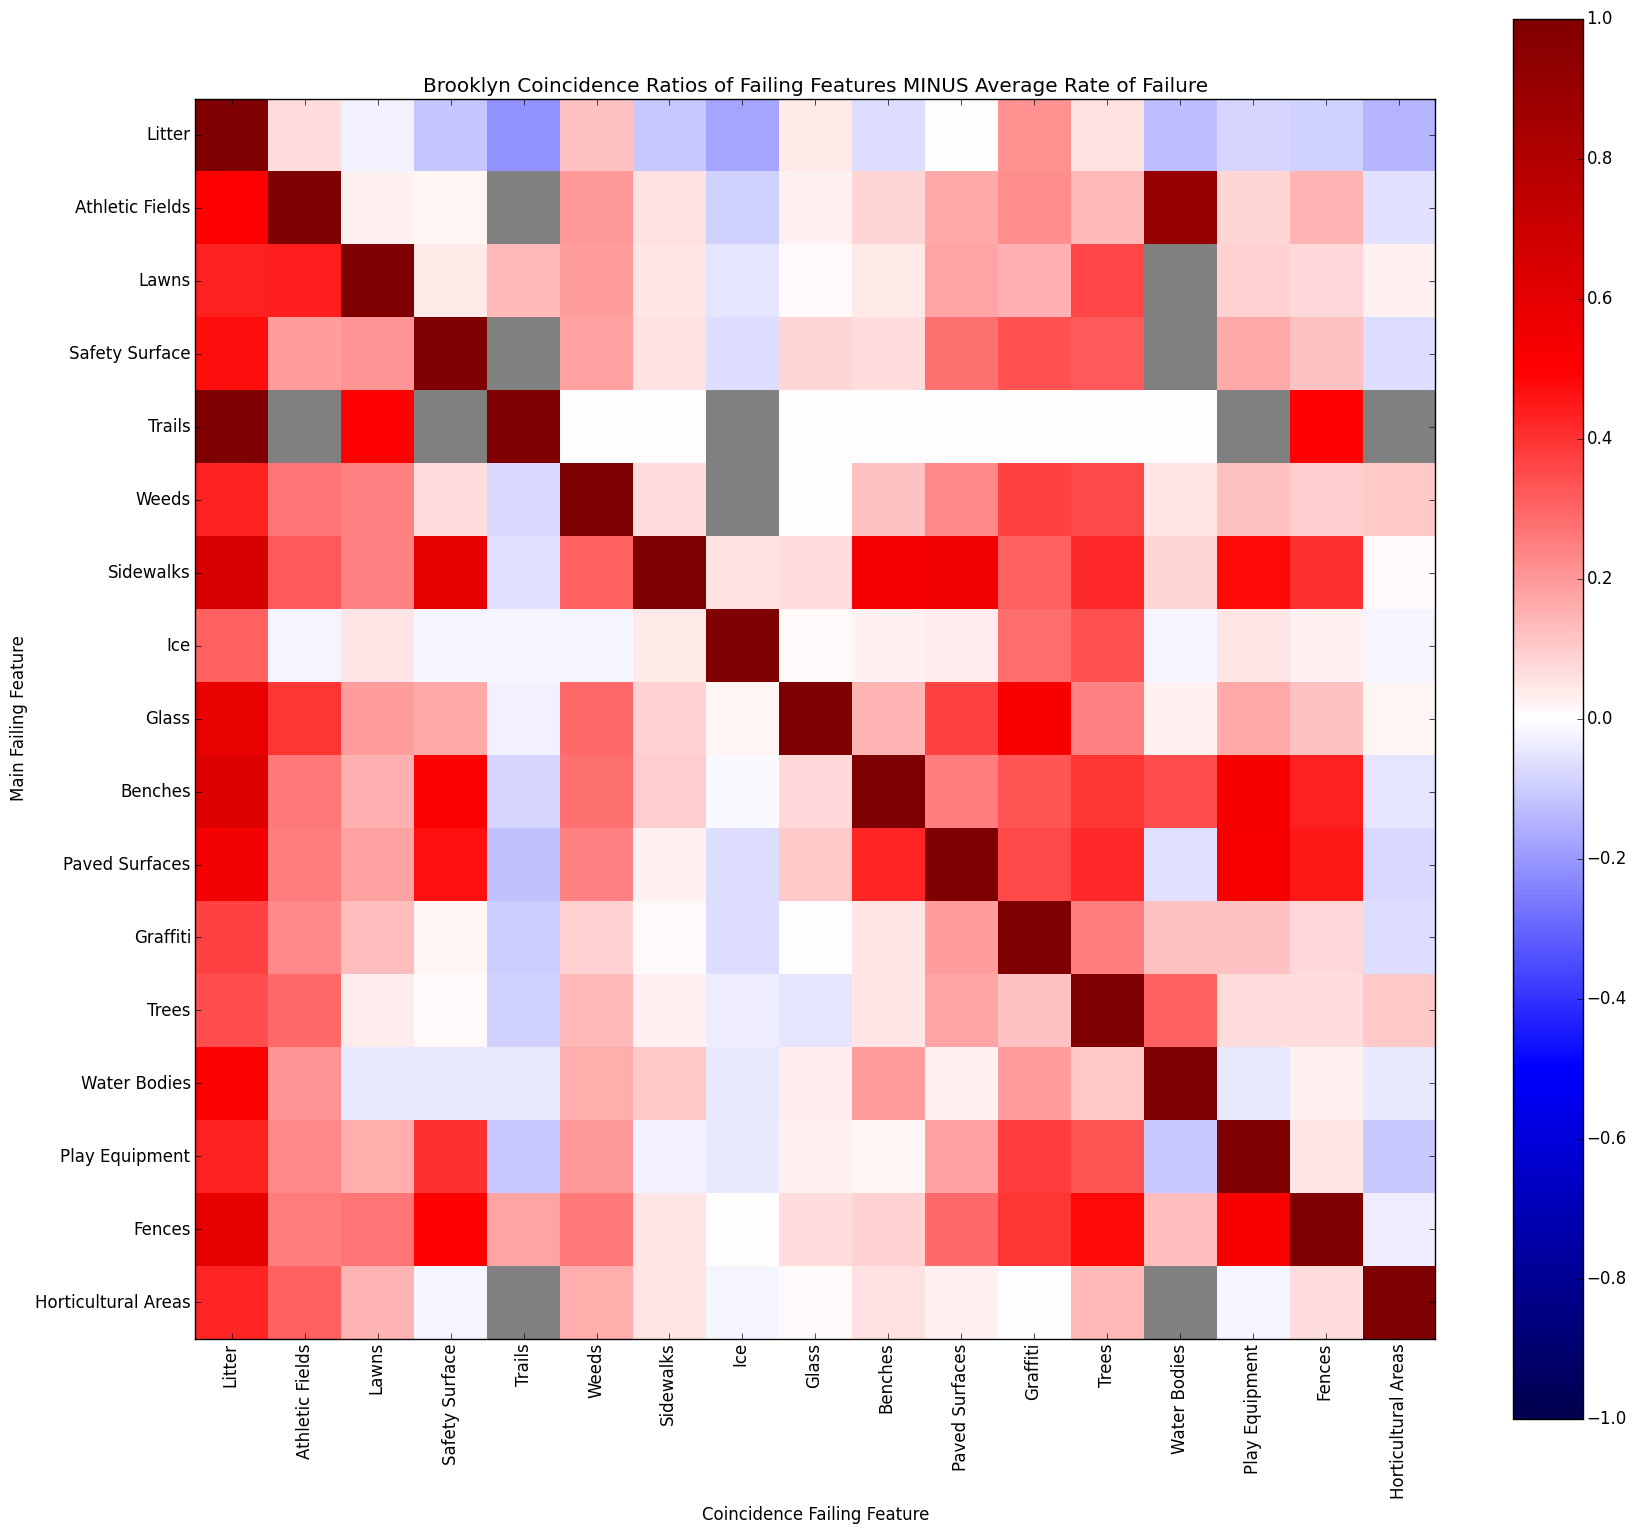 Brooklyn Coincidence Ratios of Failing Features MINUS Average Rate of Failure
Main Failing Feature
Litter
Athletic Fields
Lawns
Safety Surface
Trails
Weeds
Sidewalks
Ice
Glass
Benches
Paved Surfaces
Graffiti
Trees
Water Bodies
Play Equipment
Fences
Horticultural Areas
Litter
Athletic Fields
Lawns
Safety Surface
Trails
Weeds
Sidewalks
Ice
Glass
Benches
Paved Surfaces
Graffiti
Trees
Water Bodies
Play Equipment
Fences
Horticultural Areas
Coincidence Failing Feature
1.0
0.8
0.6
0.4
0.2
0.0
−0.2
−0.4
−0.6
−0.8
−1.0